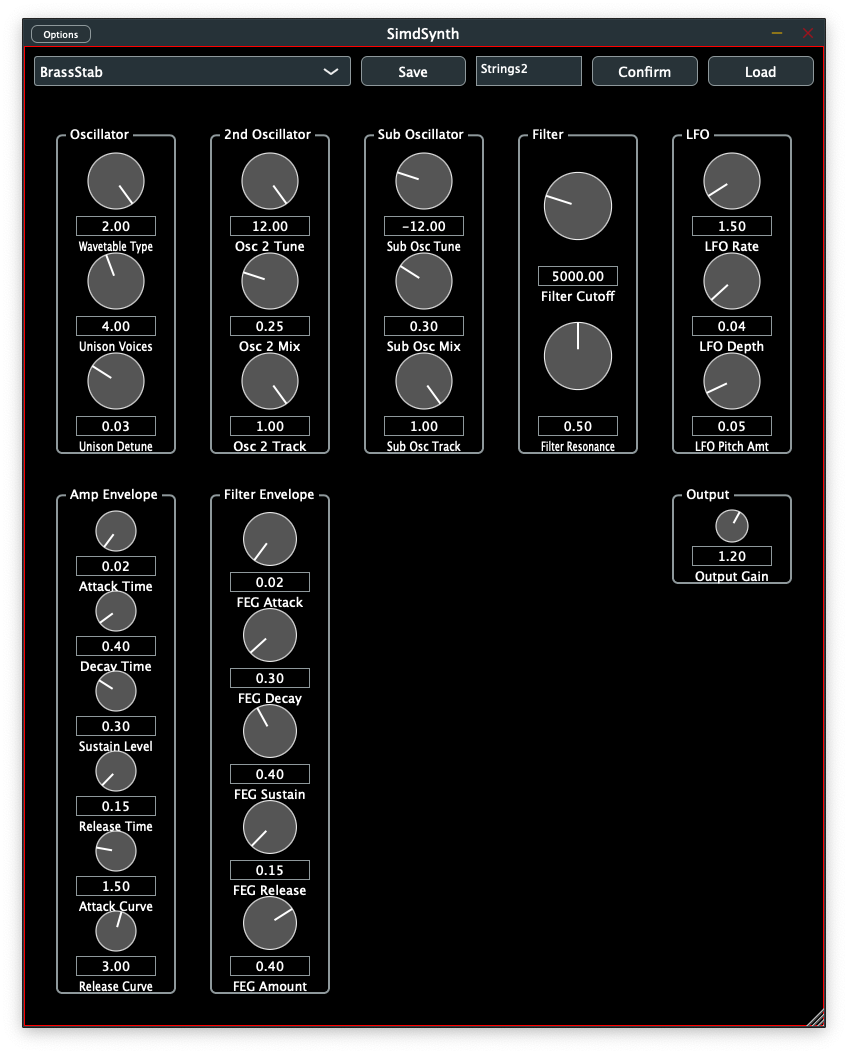 Options
SimdSynth
BrassStab
Save
Strings2
Confirm
Load
Oscillator
2.00
Wavetable Type
4.00
Unison Voices
0.03
Unison Detune
2nd Oscillator
12.00
Osc 2 Tune
0.25
Osc 2 Mix
1.00
Osc 2 Track
Sub Oscillator
-12.00
Sub Osc Tune
0.30
Sub Osc Mix
1.00
Sub Osc Track
Filter
5000.00
Filter Cutoff
0.50
Filter Resonance
LFO
1.50
LFO Rate
0.04
LFO Depth
0.05
LFO Pitch Amt
Amp Envelope
0.02
Attack Time
0.40
Decay Time
0.30
Sustain Level
0.15
Release Time
1.50
Attack Curve
3.00
Release Curve
Filter Envelope
0.02
FEG Attack
0.30
FEG Decay
0.40
FEG Sustain
0.15
FEG Release
0.40
FEG Amount
Output
1.20
Output Gain